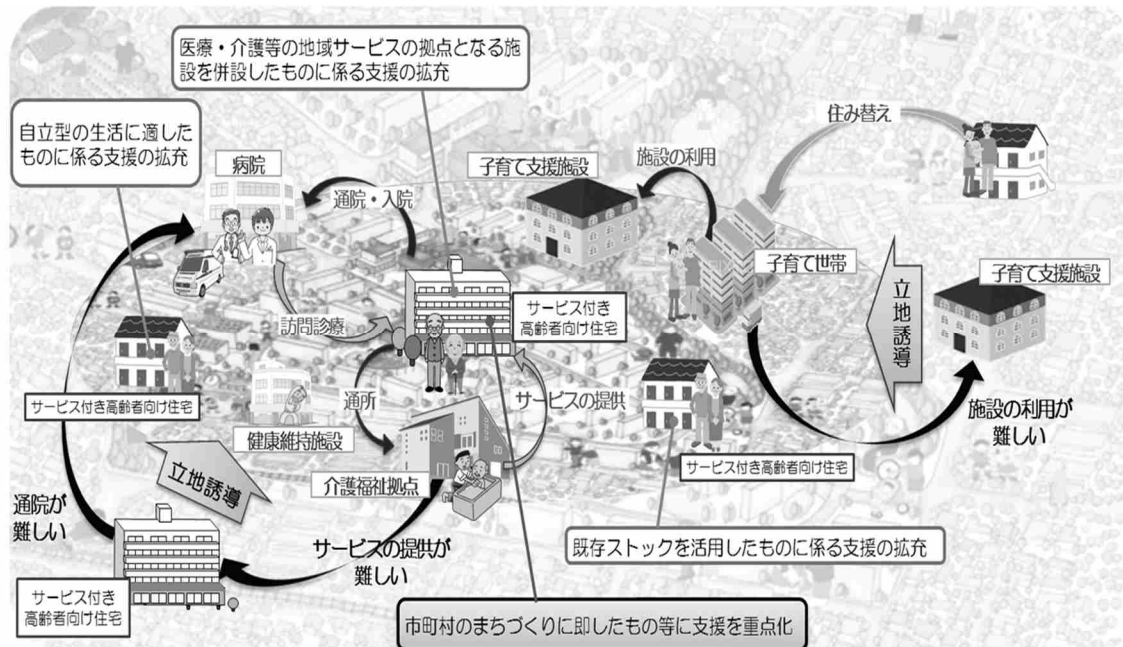 医療・介護等の地域サービスの拠点となる施
設を併設したものに係る支援の拡充
自立型の生活に適した
ものに係る支援の拡充
病院
通院・入院
子育て支援施設
施設の利用
住み替え
子育て世帯
立地誘導
子育て支援施設
サービス付き
高齢者向け住宅
訪問診療
サービス付き高齢者向け住宅
通所
サービスの提供
健康維持施設
施設の利用が
難しい
サービス付き高齢者向け住宅
介護福祉拠点
立地誘導
通院が
難しい
サービスの提供が
難しい
既存ストックを活用したものに係る支援の拡充
サービス付き
高齢者向け住宅
市町村のまちづくりに即したもの等に支援を重点化